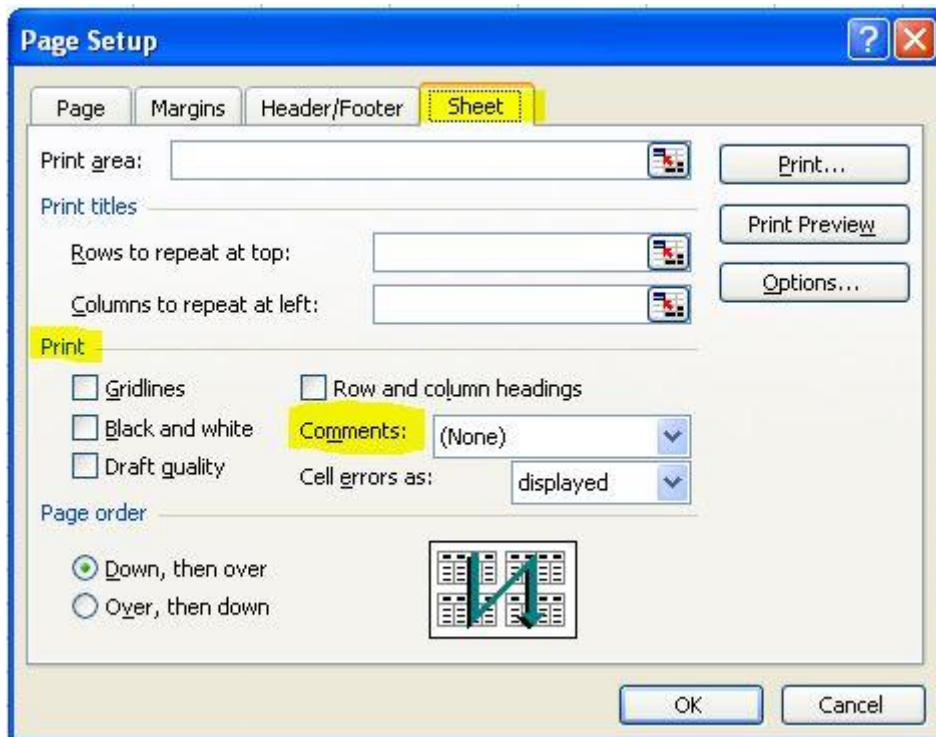 Page Setup
Page Margins Header/Footer Sheet
Print area:
Print...
Print titles
Print Preview
Rows to repeat at top:
Options...
Columns to repeat at left:
Print
Gridlines Row and column headings
Black and white Comments: (None)
Draft quality Cell errors as: displayed
Page order
Down, then over
Over, then down
OK Cancel